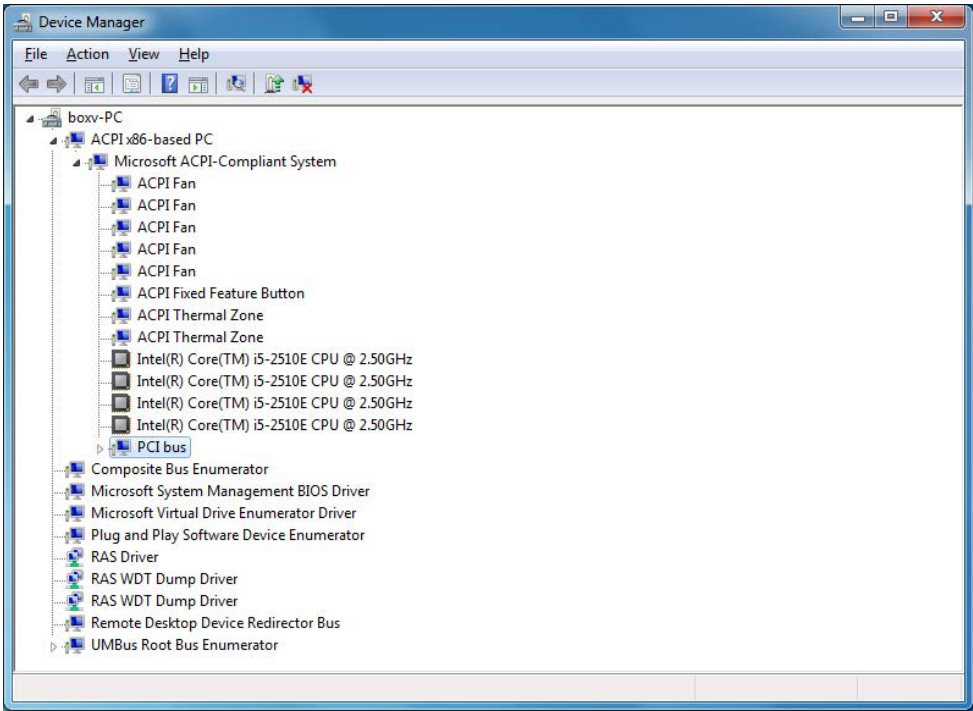 Device Manager
File Action View Help
boxv-PC
ACPI x86-based PC
Microsoft ACPI-Compliant System
ACPI Fan
ACPI Fan
ACPI Fan
ACPI Fan
ACPI Fan
ACPI Fixed Feature Button
ACPI Thermal Zone
ACPI Thermal Zone
Intel(R) Core(TM) i5-2510E CPU @ 2.50GHz
Intel(R) Core(TM) i5-2510E CPU @ 2.50GHz
Intel(R) Core(TM) i5-2510E CPU @ 2.50GHz
Intel(R) Core(TM) i5-2510E CPU @ 2.50GHz
PCI bus
Composite Bus Enumerator
Microsoft System Management BIOS Driver
Microsoft Virtual Drive Enumerator Driver
Plug and Play Software Device Enumerator
RAS Driver
RAS WDT Dump Driver
RAS WDT Dump Driver
Remote Desktop Device Redirector Bus
UMBus Root Bus Enumerator